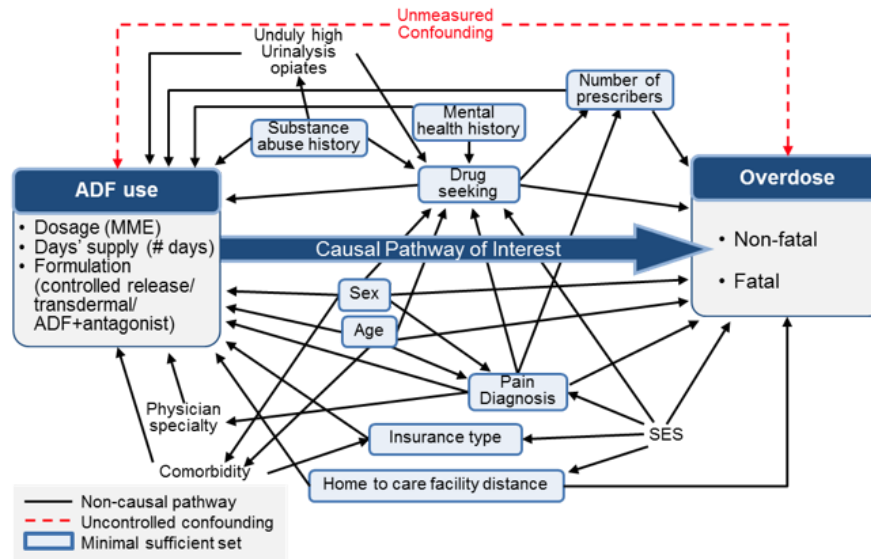 Unmeasured
Confounding
Unduly high
Urinalysis
opiates
Number of
prescribers
Mental
health history
Substance
abuse history
Drug
seeking
ADF use
• Dosage (MME)
• Days' supply (# days)
• Formulation
(controlled release/
transdermal/
ADF+antagonist)
Overdose
• Non-fatal
• Fatal
Causal Pathway of Interest
Sex
Age
Pain
Diagnosis
Physician
specialty
Insurance type
SES
Comorbidity
Home to care facility distance
Non-causal pathway
Uncontrolled confounding
Minimal sufficient set